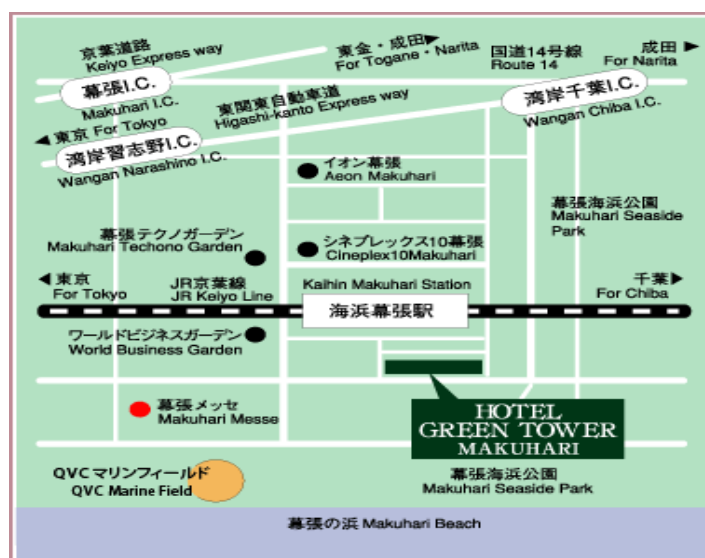 京葉道路
Keiyo Express way
東金・成田▶
For Togane・Narita
国道14号線
Route 14
成田 ▶
For Narita
幕張I.C.
Makuhari I.C.
東関東自動車道
Higashi-kanto Express way
湾岸千葉I.C.
Wangan Chiba I.C.
◀東京 For Tokyo
湾岸習志野I.C.
Wangan Narashino I.C.
イオン幕張
Aeon Makuhari
幕張海浜公園
Makuhari Seaside
Park
幕張テクノガーデン
Makuhari Techono Garden
シネプレックス10幕張
Cineplex10Makuhari
◀東京
For Tokyo
JR京葉線
JR Keiyo Line
Kaihin Makuhari Station
海浜幕張駅
千葉▶
For Chiba
ワールドビジネスガーデン
World Business Garden
幕張メッセ
Makuhari Messe
HOTEL
GREEN TOWER
MAKUHARI
QVC マリンフィールド
QVC Marine Field
幕張海浜公園
Makuhari Seaside Park
幕張の浜 Makuhari Beach